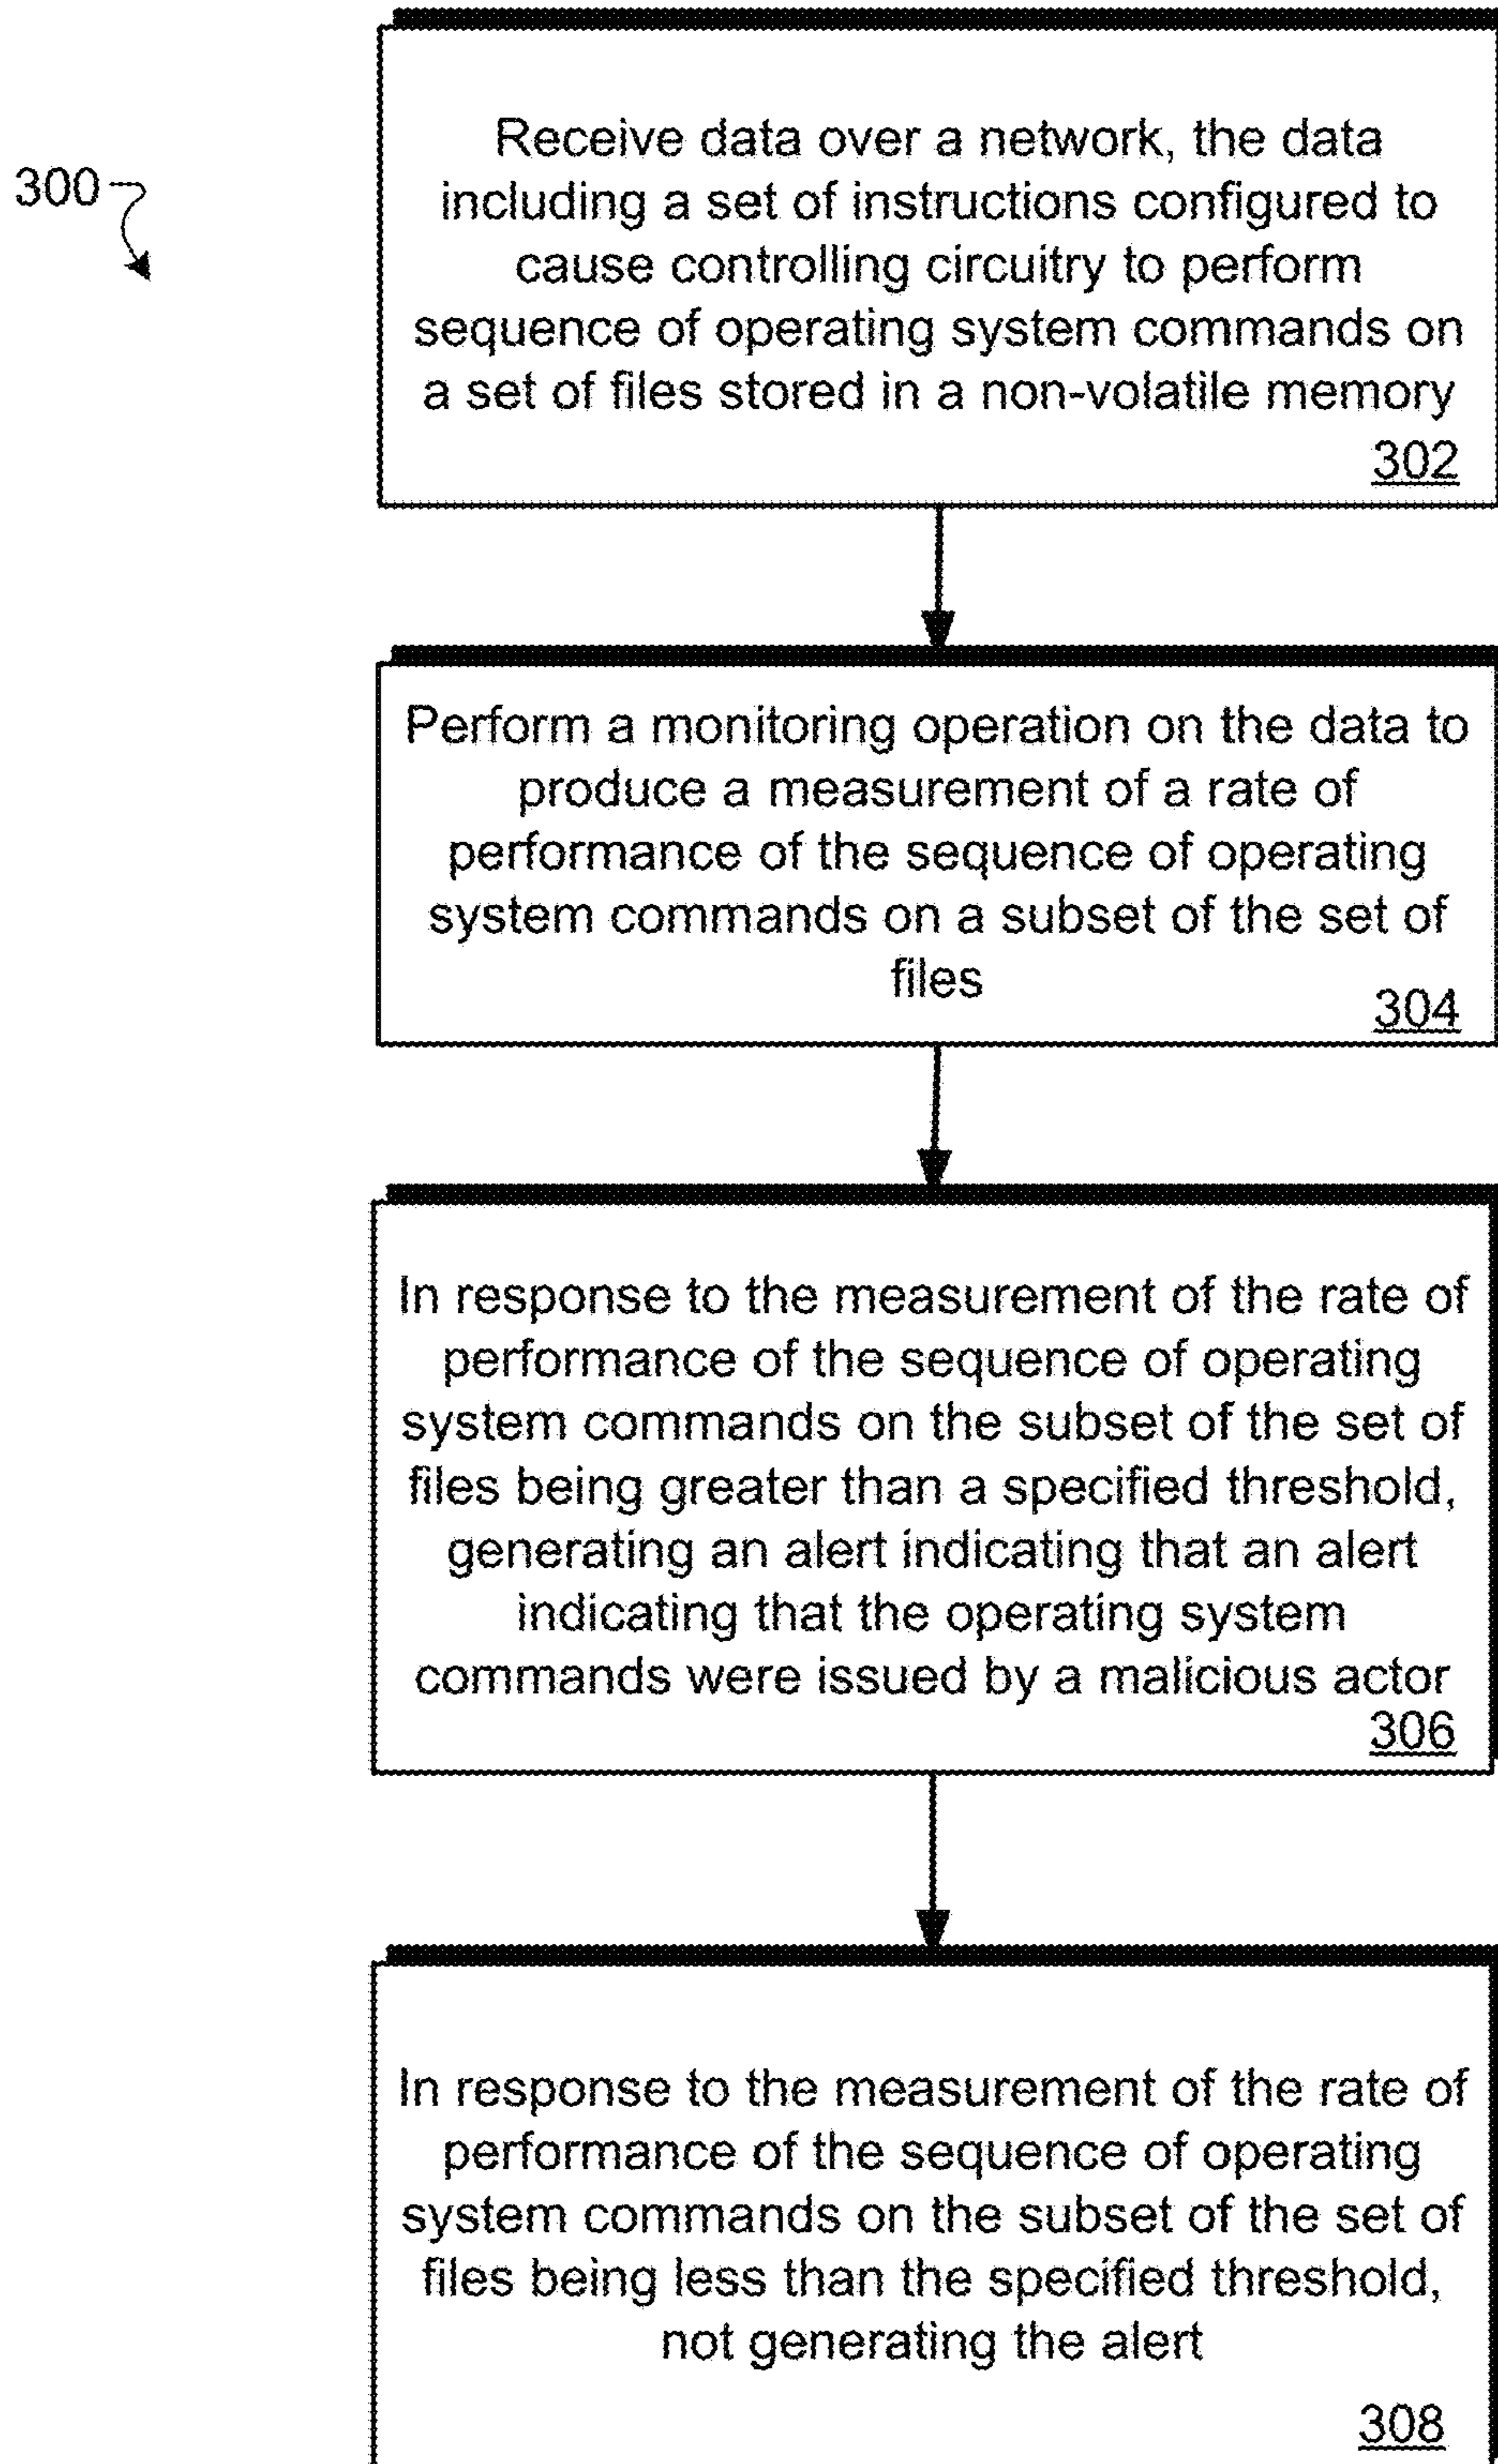 300
Receive data over a network, the data
including a set of instructions configured to
cause controlling circuitry to perform
sequence of operating system commands on
a set of files stored in a non-volatile memory
302
Perform a monitoring operation on the data to
produce a measurement of a rate of
performance of the sequence of operating
system commands on a subset of the set of
files
304
In response to the measurement of the rate of
performance of the sequence of operating
system commands on the subset of the set of
files being greater than a specified threshold,
generating an alert indicating that an alert
indicating that the operating system
commands were issued by a malicious actor
306
In response to the measurement of the rate of
performance of the sequence of operating
system commands on the subset of the set of
files being less than the specified threshold,
not generating the alert
308